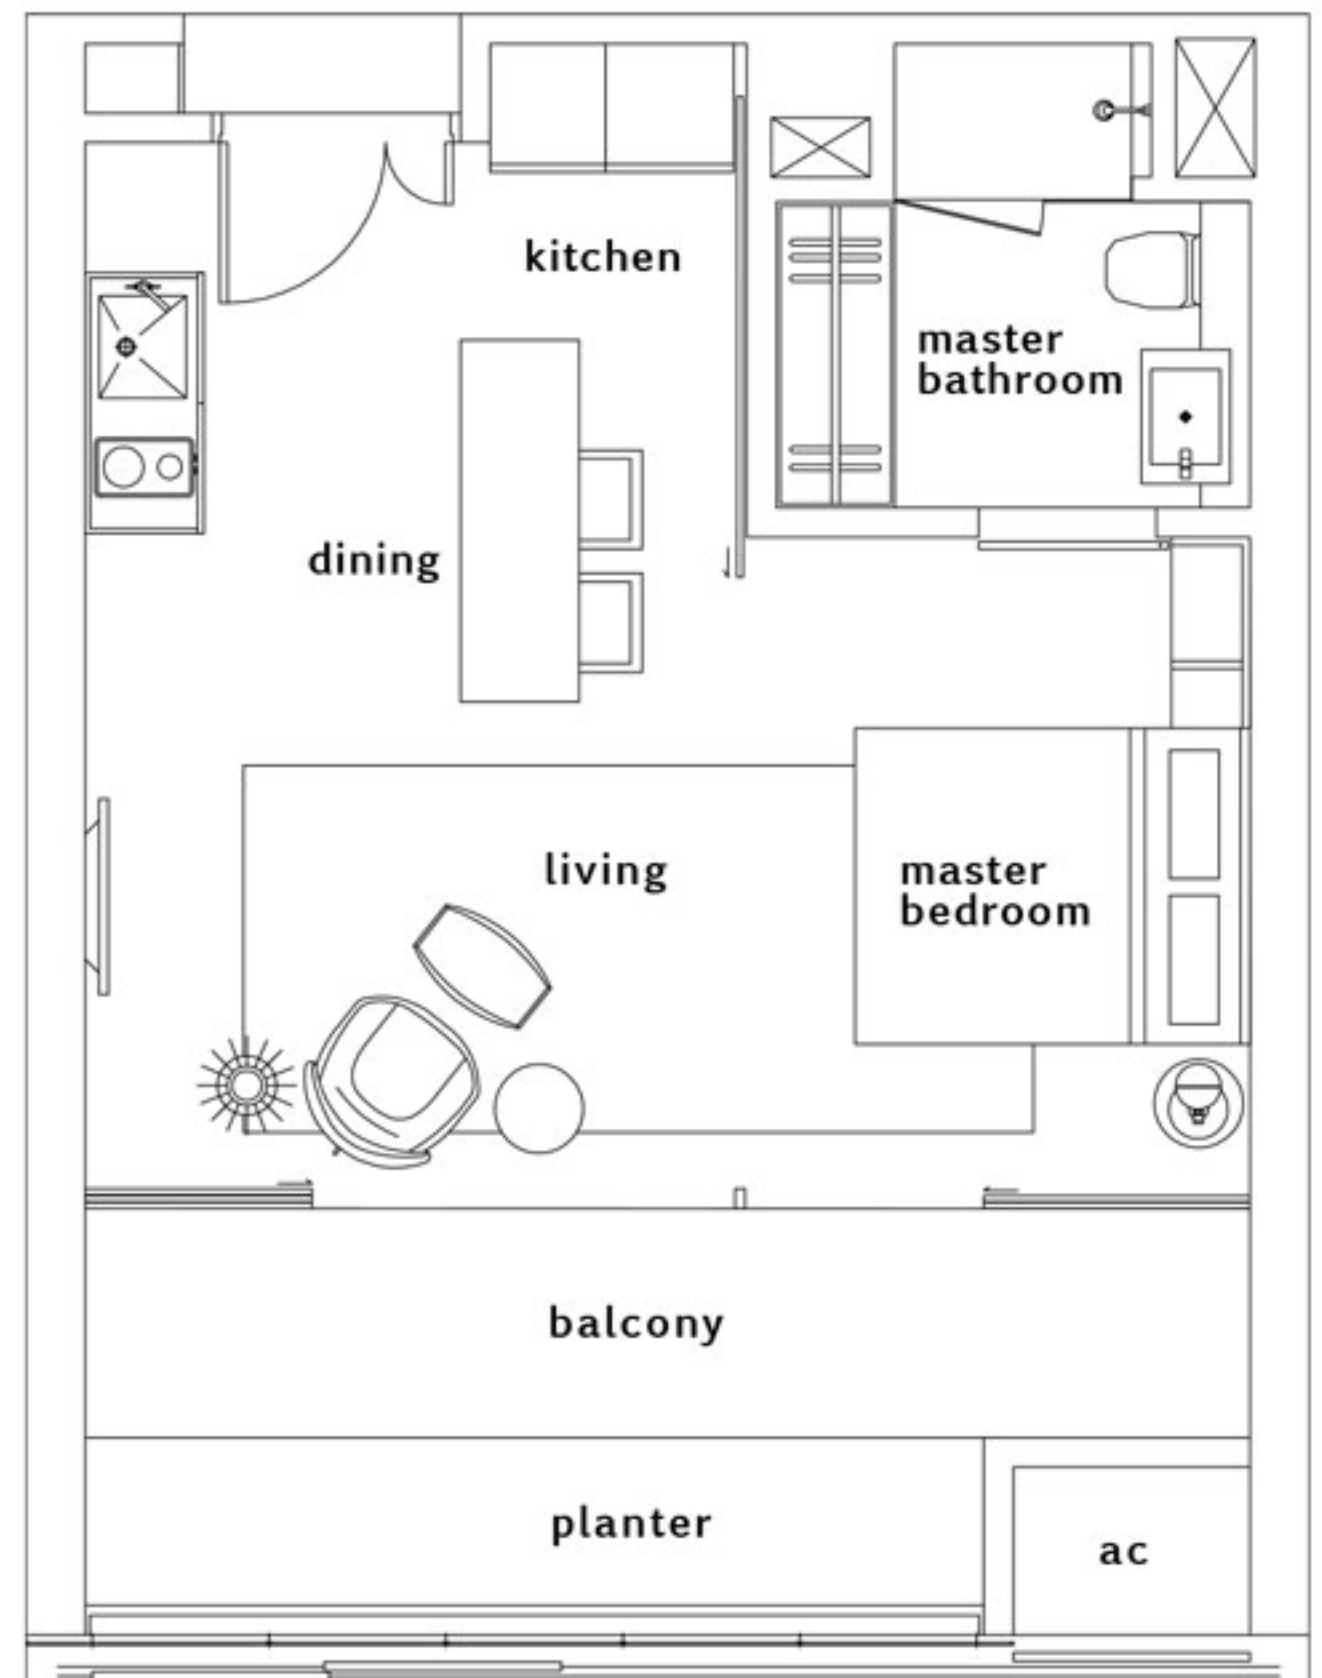 kitchen
master
bathroom
dining
living
master
bedroom
balcony
planter
ac